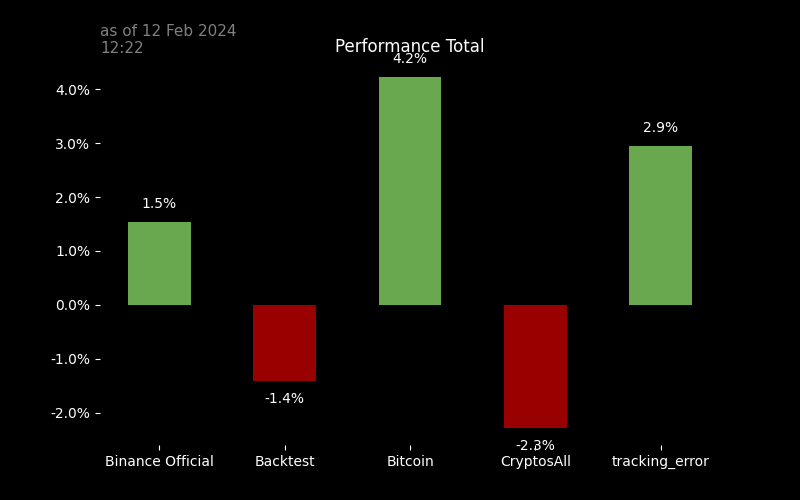 as of 12 Feb 2024
12:22
Performance Total
4.2%
4.0%
3.0%
2.9%
2.0%
1.5%
1.0%
0.0%
-1.0%
-1.4%
-2.0%
-2.3%
Binance Official
Backtest
Bitcoin
CryptosAll
tracking_error